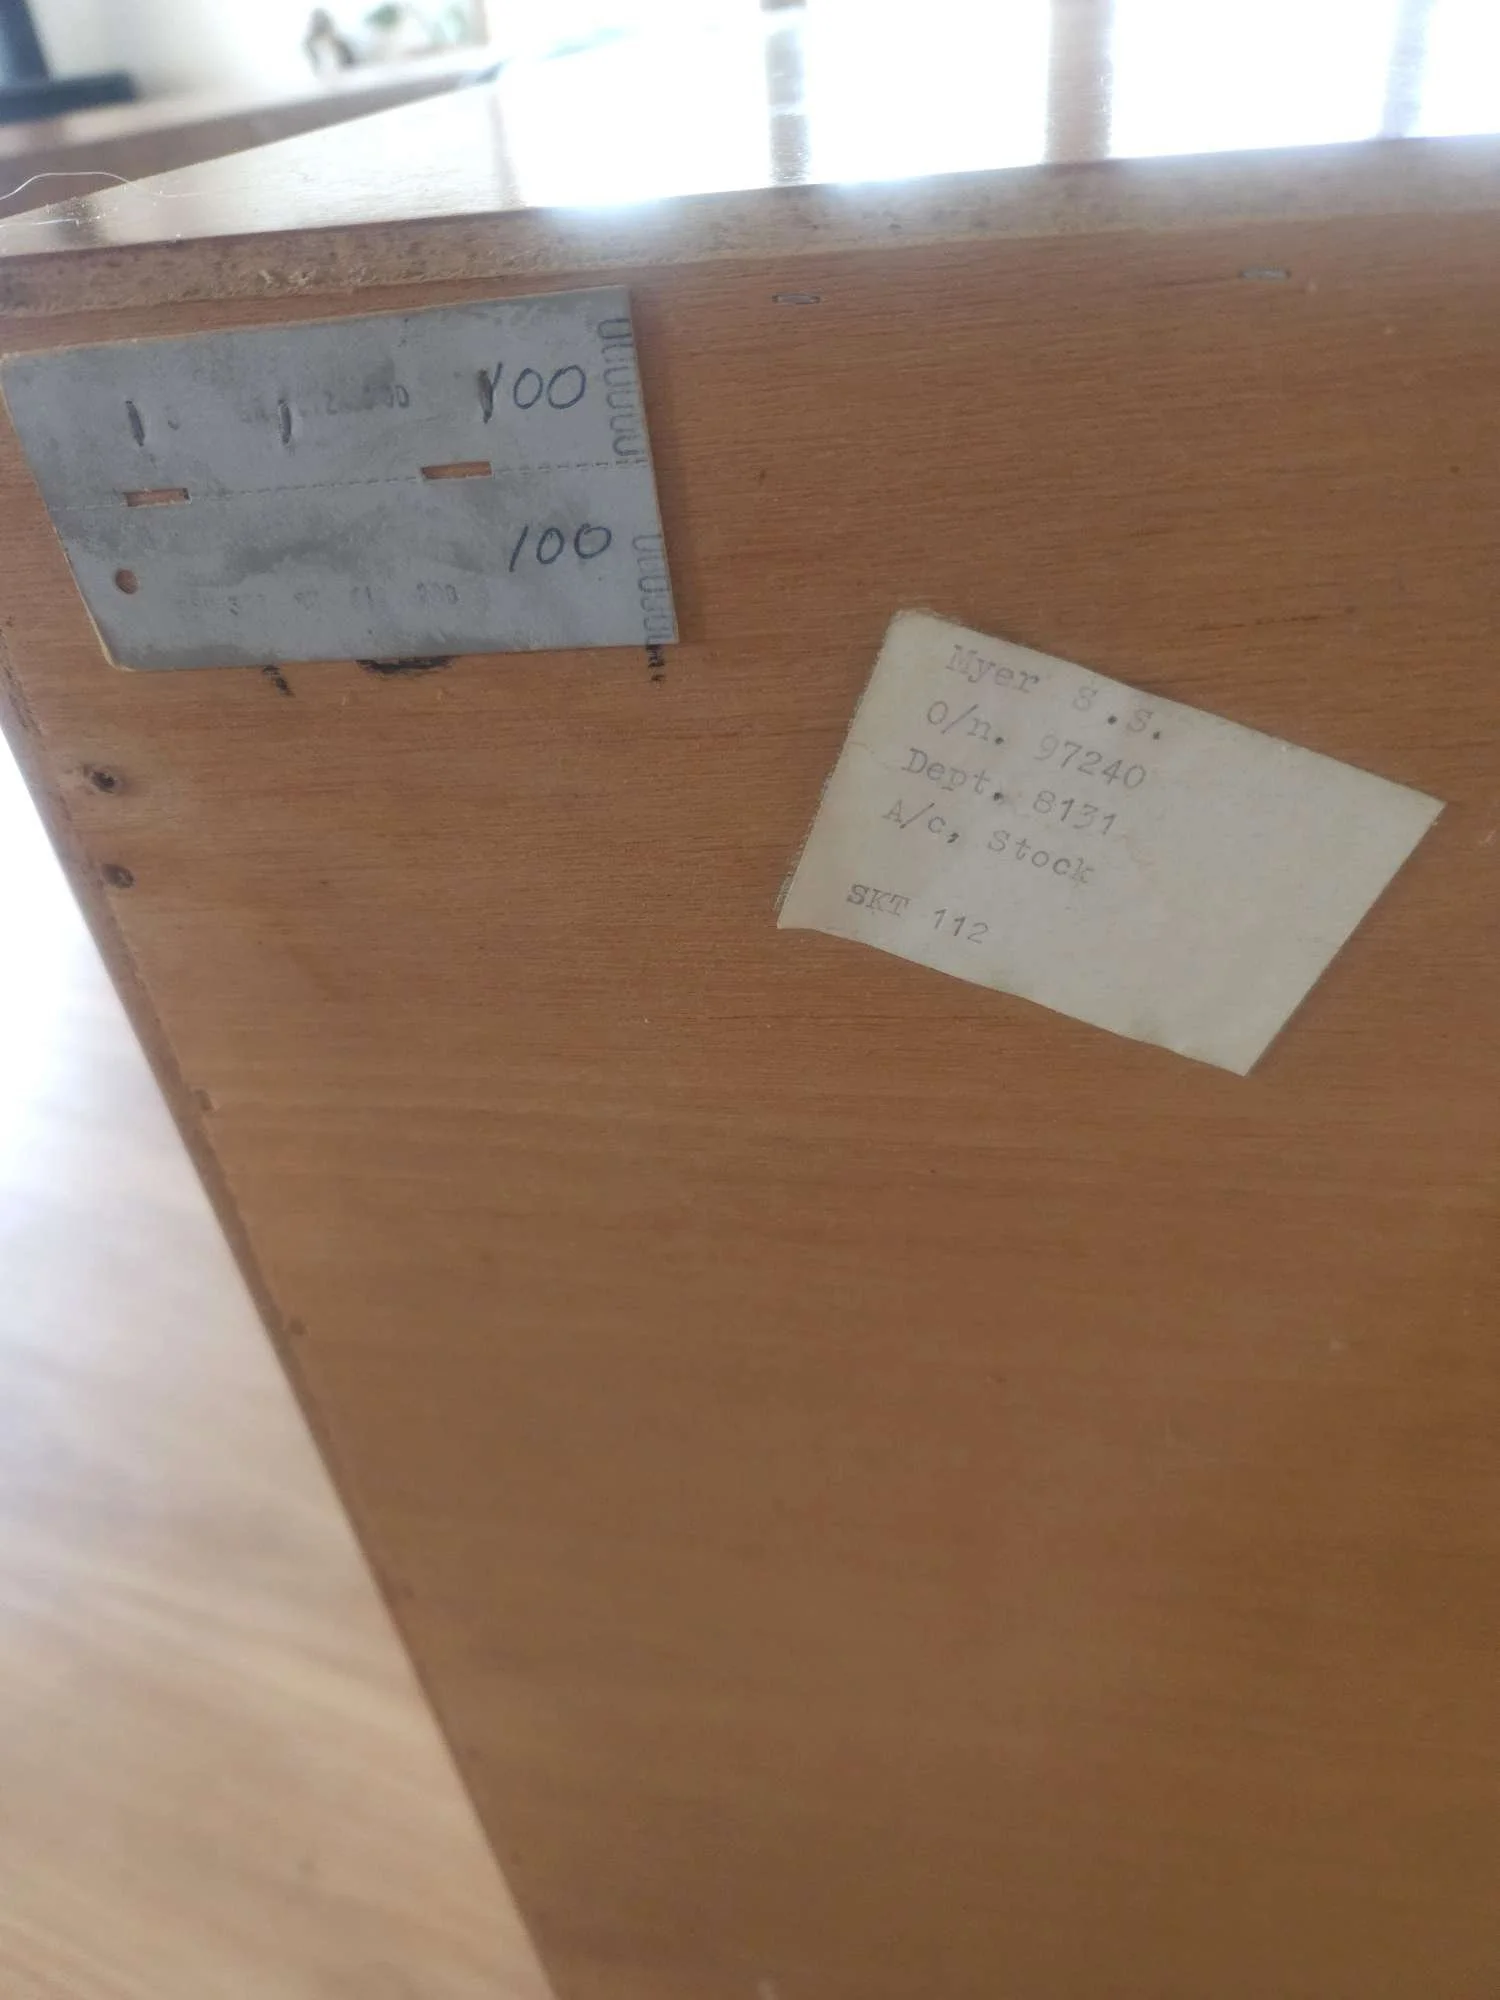 100
100
Myer S.S.
O/n. 97240
Dept. 8131
A/c, Stock
SKT 112